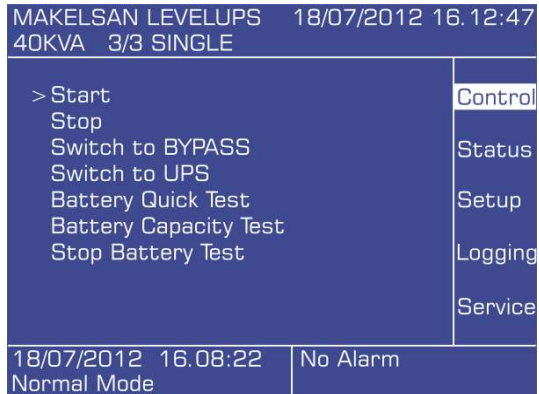 MAKELSAN LEVELUPS 18/07/2012 16.12:47
40KVA 3/3 SINGLE
>Start
Stop
Switch to BYPASS
Switch to UPS
Battery Quick Test
Battery Capacity Test
Stop Battery Test
Control
Status
Setup
Logging
Service
18/07/2012 16.08:22
Normal Mode
No Alarm